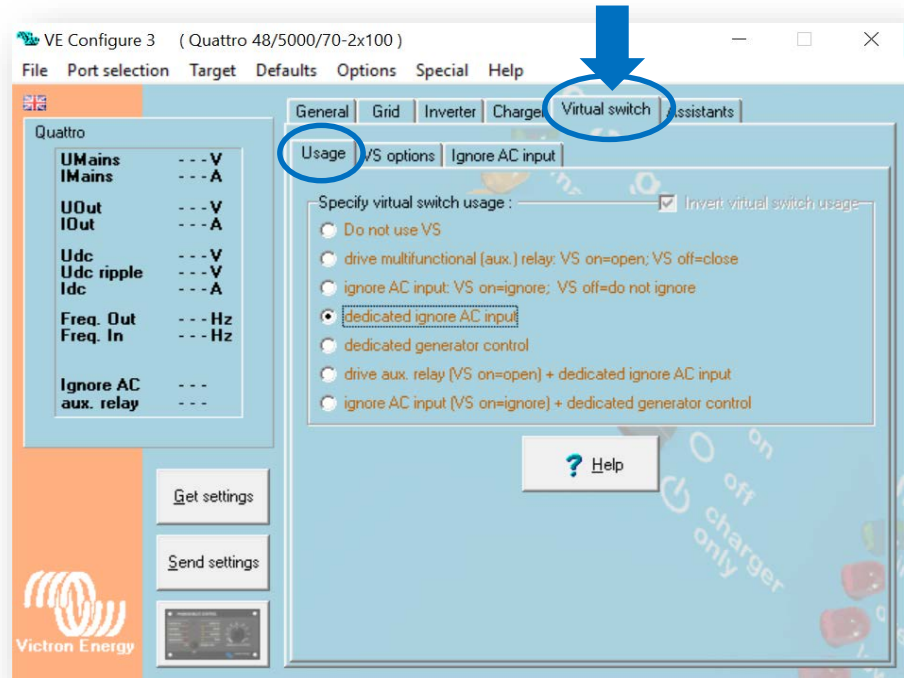 VE Configure 3 ( Quattro 48/5000/70-2x100 )
File Port selection Target Defaults Options Special Help
General Grid Inverter Charger Virtual switch Assistants
Quattro
Usage VS options Ignore AC input
UMains - - - V
IMains - - - A
UOut - - - V
IOut - - - A
Udc - - - V
Udc ripple - - - V
Idc - - - A
Freq. Out - - - Hz
Freq. In - - - Hz
Ignore AC - - -
aux. relay - - -
Specify virtual switch usage : Invert virtual switch usage
Do not use VS
drive multifunctional (aux.) relay: VS on=open; VS off=close
ignore AC input: VS on=ignore; VS off=do not ignore
dedicated ignore AC input
dedicated generator control
drive aux. relay (VS on=open) + dedicated ignore AC input
ignore AC input (VS on=ignore) + dedicated generator control
? Help
on
off
charger
only
Get settings
Send settings
Victron Energy